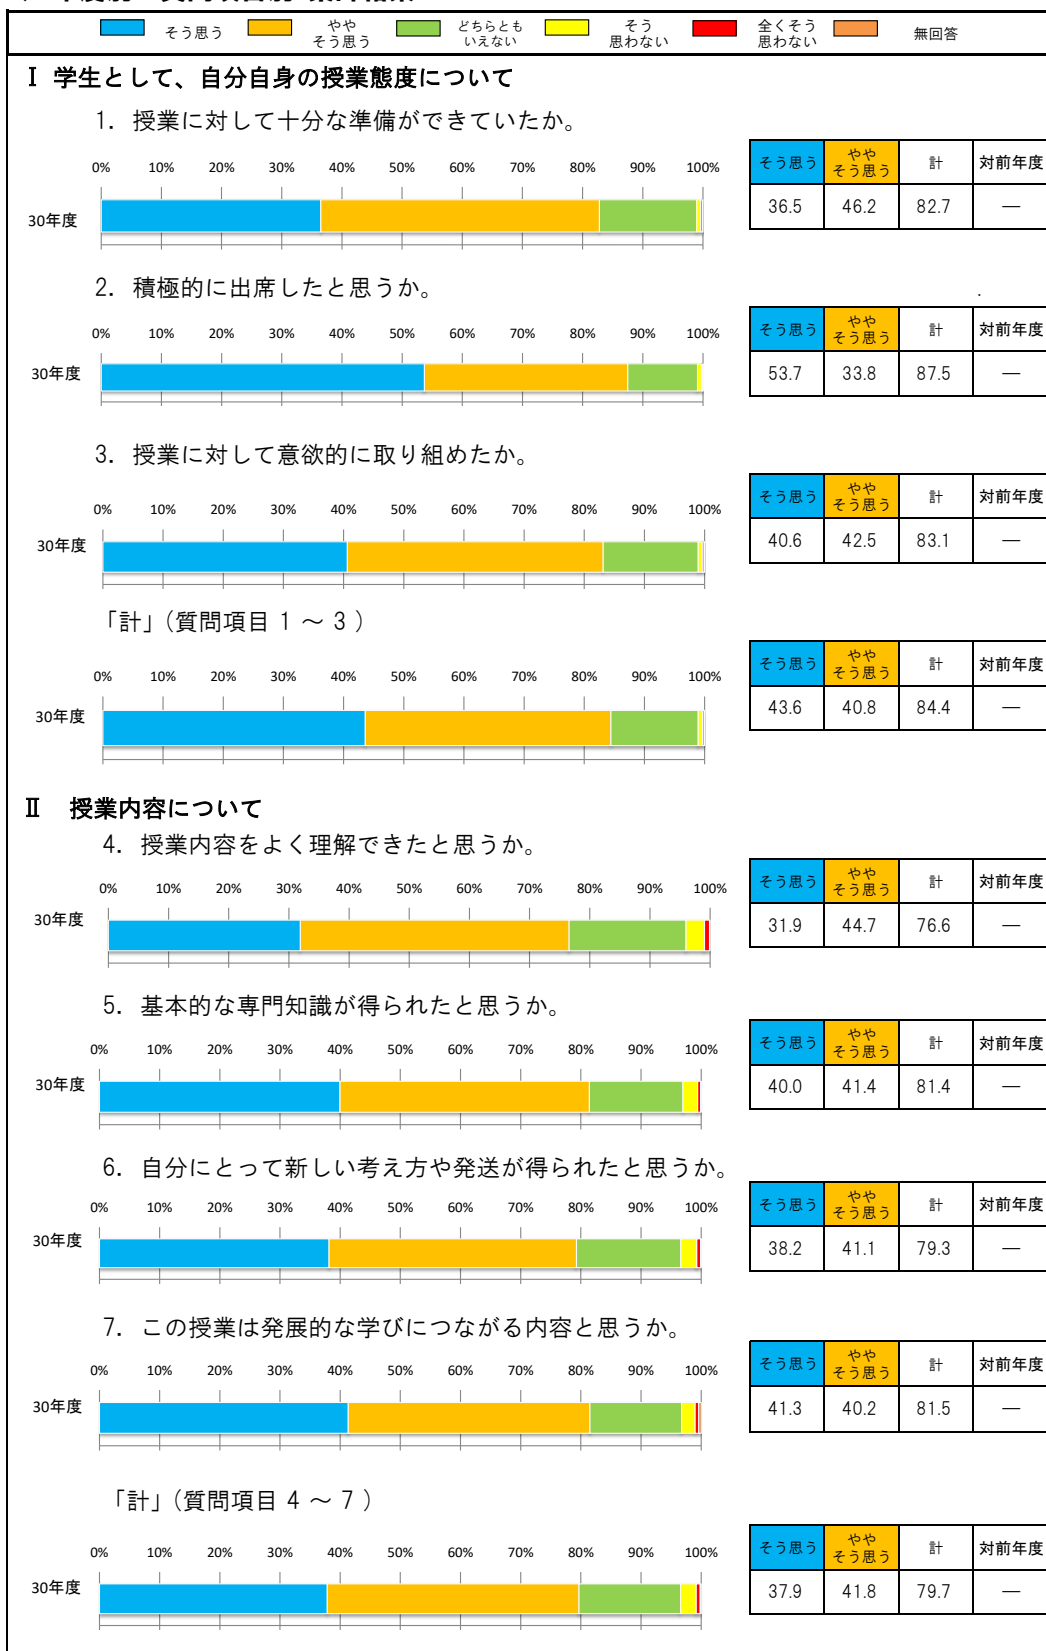 そう思う
やや
そう思う
どちらとも
いえない
そう
思わない
全くそう
思わない
無回答
Ⅰ 学生として、自分自身の授業態度について
1. 授業に対して十分な準備ができていたか。
0% 10% 20% 30% 40% 50% 60% 70% 80% 90% 100%
30年度
そう思う やや そう思う 計 対前年度
36.5 46.2 82.7 ―
2. 積極的に出席したと思うか。
0% 10% 20% 30% 40% 50% 60% 70% 80% 90% 100%
30年度
そう思う やや そう思う 計 対前年度
53.7 33.8 87.5 ―
3. 授業に対して意欲的に取り組めたか。
0% 10% 20% 30% 40% 50% 60% 70% 80% 90% 100%
30年度
そう思う やや そう思う 計 対前年度
40.6 42.5 83.1 ―
「計」（質問項目 1 ～ 3 ）
0% 10% 20% 30% 40% 50% 60% 70% 80% 90% 100%
30年度
そう思う やや そう思う 計 対前年度
43.6 40.8 84.4 ―
Ⅱ 授業内容について
4. 授業内容をよく理解できたと思うか。
0% 10% 20% 30% 40% 50% 60% 70% 80% 90% 100%
30年度
そう思う やや そう思う 計 対前年度
31.9 44.7 76.6 ―
5. 基本的な専門知識が得られたと思うか。
0% 10% 20% 30% 40% 50% 60% 70% 80% 90% 100%
30年度
そう思う やや そう思う 計 対前年度
40.0 41.4 81.4 ―
6. 自分にとって新しい考え方や発送が得られたと思うか。
0% 10% 20% 30% 40% 50% 60% 70% 80% 90% 100%
30年度
そう思う やや そう思う 計 対前年度
38.2 41.1 79.3 ―
7. この授業は発展的な学びにつながる内容と思うか。
0% 10% 20% 30% 40% 50% 60% 70% 80% 90% 100%
30年度
そう思う やや そう思う 計 対前年度
41.3 40.2 81.5 ―
「計」（質問項目 4 ～ 7 ）
0% 10% 20% 30% 40% 50% 60% 70% 80% 90% 100%
30年度
そう思う やや そう思う 計 対前年度
37.9 41.8 79.7 ―